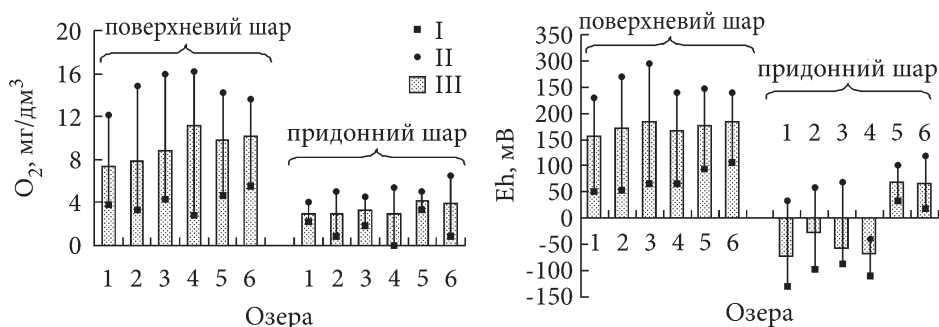 поверхневий шар
20
16
12
8
4
0
O₂, мг/дм³
I
II
III
придонний шар
1 2 3 4 5 6
1 2 3 4 5 6
Озера
поверхневий шар
350
300
350
200
150
100
50
0
-50
-100
-150
Eh, мВ
придонний шар
1 2 3 4 5 6
1 2 3 4 5 6
Озера